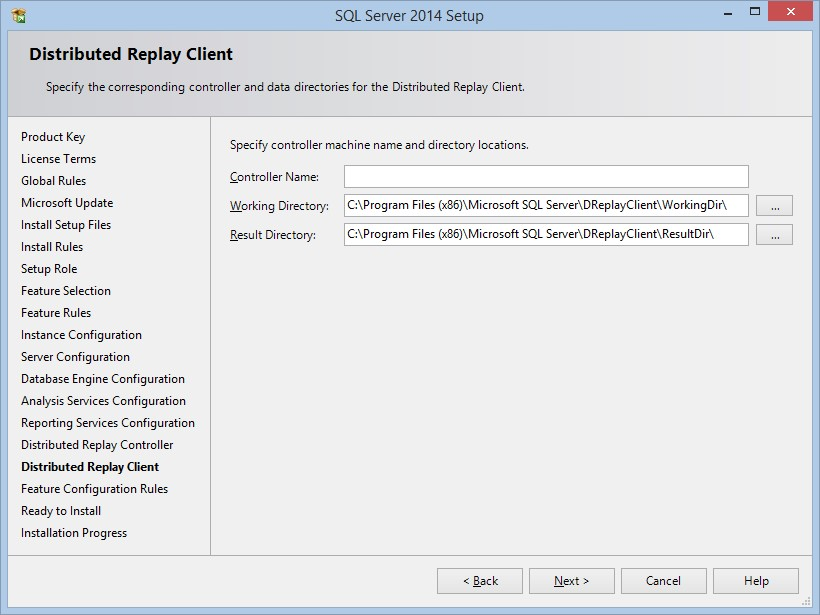 SQL Server 2014 Setup
Distributed Replay Client
Specify the corresponding controller and data directories for the Distributed Replay Client.
Product Key
License Terms
Global Rules
Microsoft Update
Install Setup Files
Install Rules
Setup Role
Feature Selection
Feature Rules
Instance Configuration
Server Configuration
Database Engine Configuration
Analysis Services Configuration
Reporting Services Configuration
Distributed Replay Controller
Distributed Replay Client
Feature Configuration Rules
Ready to Install
Installation Progress
Specify controller machine name and directory locations.
Controller Name:
Working Directory: C:\Program Files (x86)\Microsoft SQL Server\DReplayClient\WorkingDir\ ...
Result Directory: C:\Program Files (x86)\Microsoft SQL Server\DReplayClient\ResultDir\ ...
< Back Next > Cancel Help